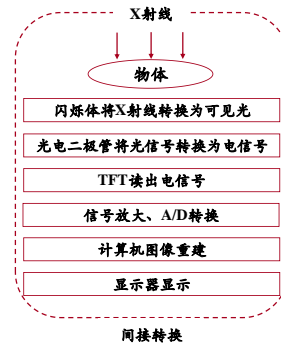 X射线
物体
闪烁体将X射线转换为可见光
光电二极管将光信号转换为电信号
TFT读出电信号
信号放大、A/D转换
计算机图像重建
显示器显示
间接转换